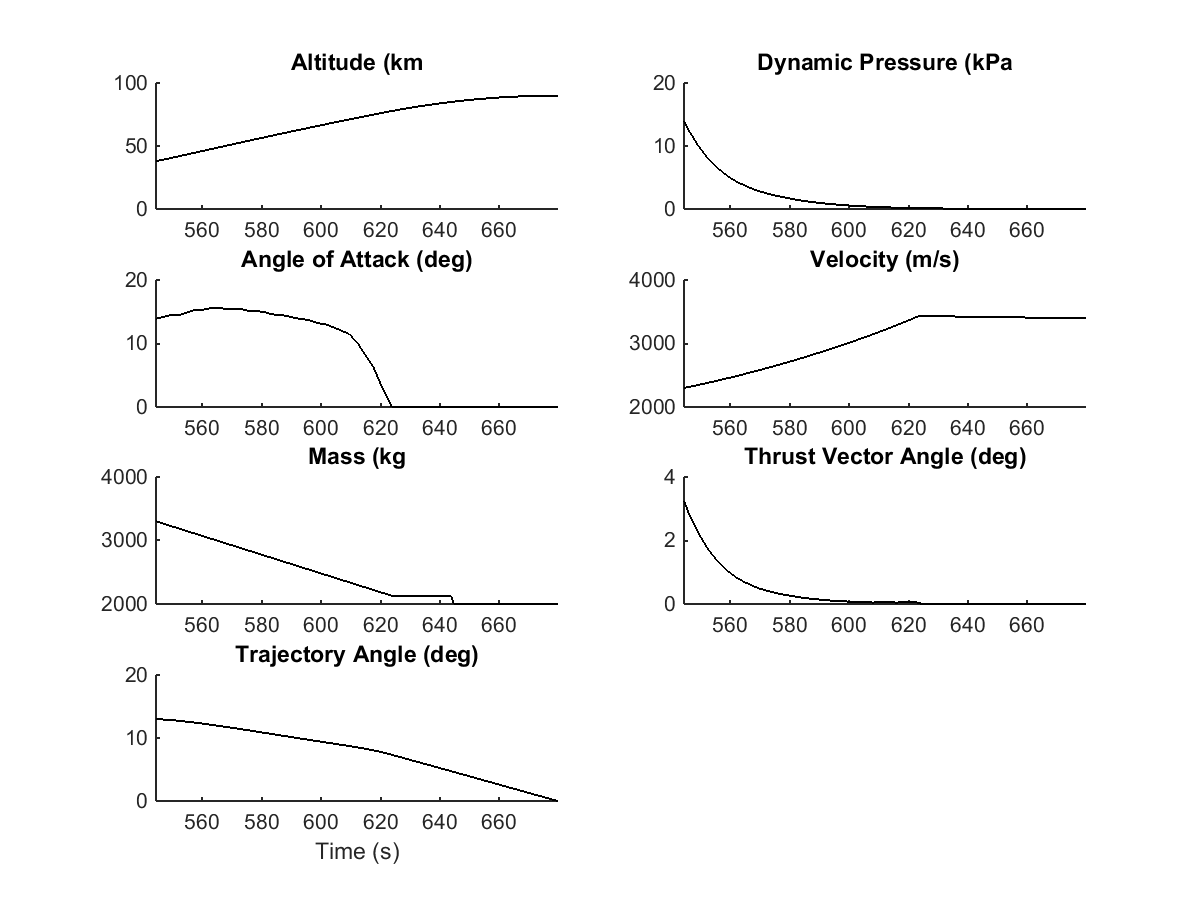 Altitude (km
100
50
0
560 580 600 620 640 660
Dynamic Pressure (kPa
20
10
0
560 580 600 620 640 660
Angle of Attack (deg)
20
10
0
560 580 600 620 640 660
Velocity (m/s)
4000
3000
2000
560 580 600 620 640 660
Mass (kg
4000
3000
2000
560 580 600 620 640 660
Thrust Vector Angle (deg)
4
2
0
560 580 600 620 640 660
Trajectory Angle (deg)
20
10
0
560 580 600 620 640 660
Time (s)